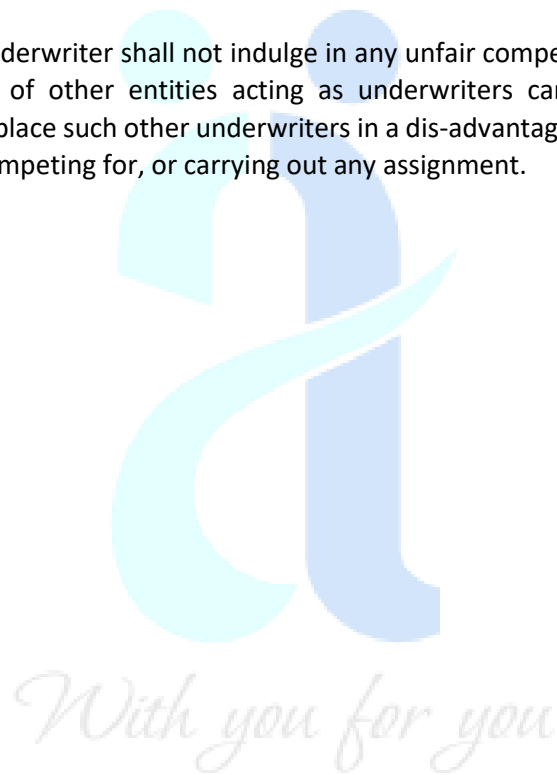 derwriter shall not indulge in any unfair compe
of other entities acting as underwriters car
place such other underwriters in a dis-advantag
mpeting for, or carrying out any assignment.
With you for you